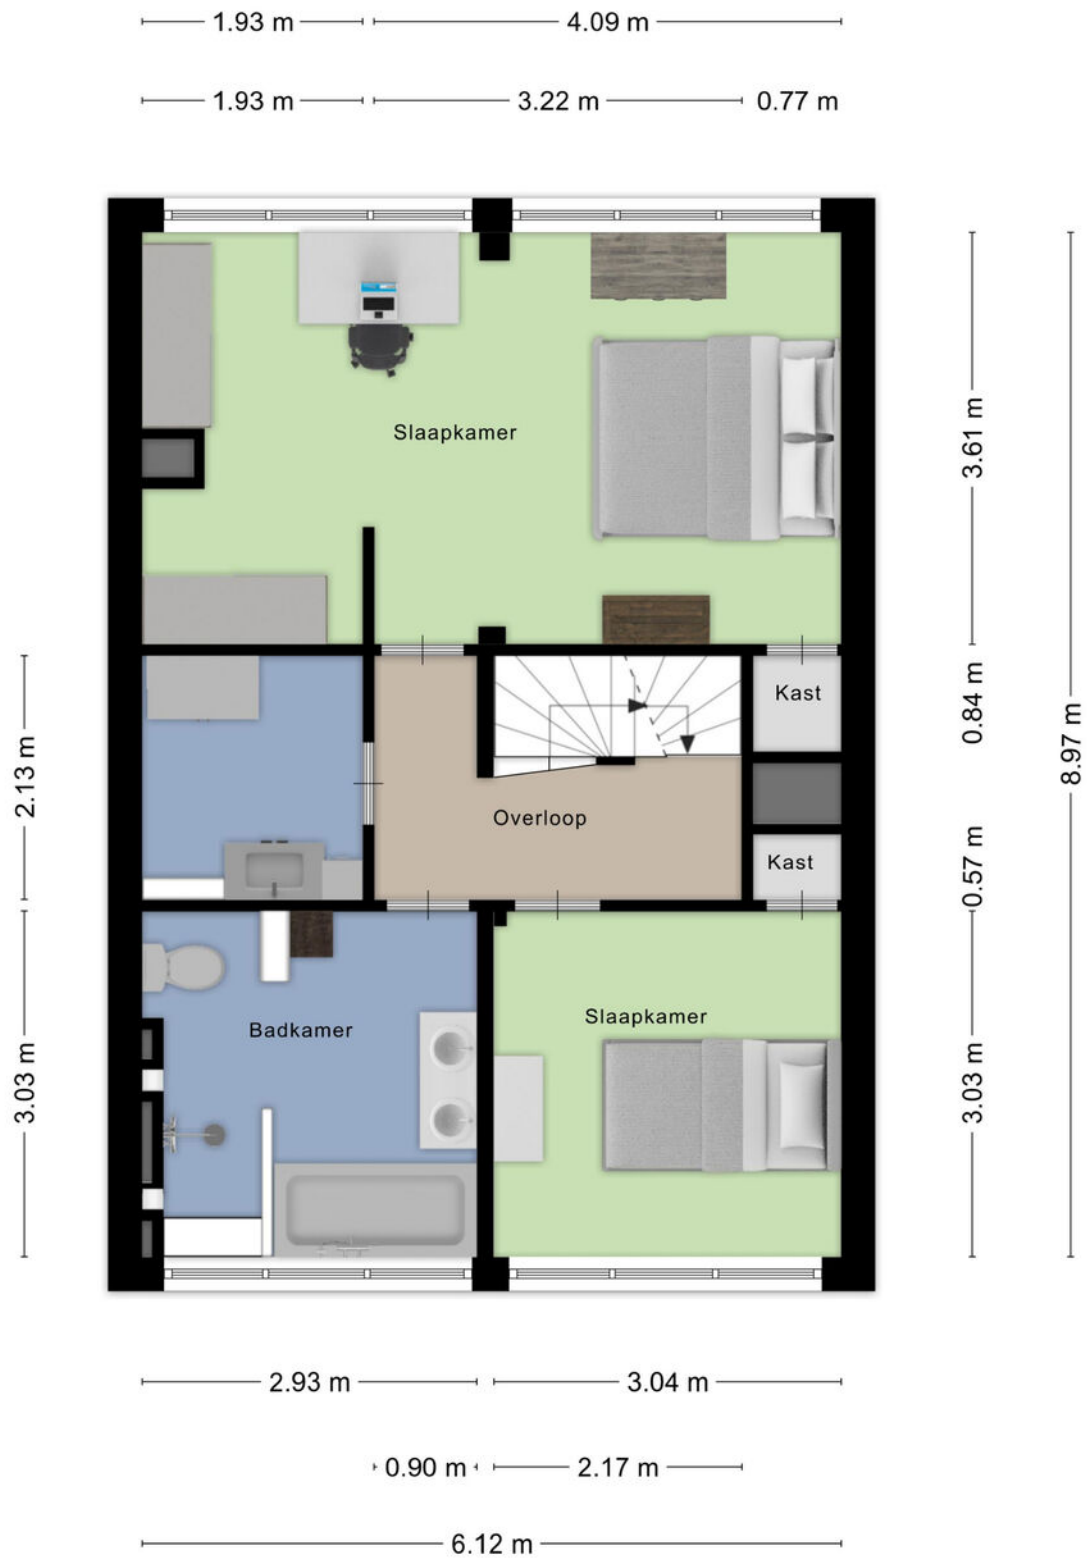 1.93 m
4.09 m
1.93 m
3.22 m
0.77 m
Slaapkamer
3.61 m
Kast
0.84 m
8.97 m
2.13 m
Overloop
Kast
0.57 m
Badkamer
Slaapkamer
3.03 m
3.03 m
2.93 m
3.04 m
0.90 m
2.17 m
6.12 m